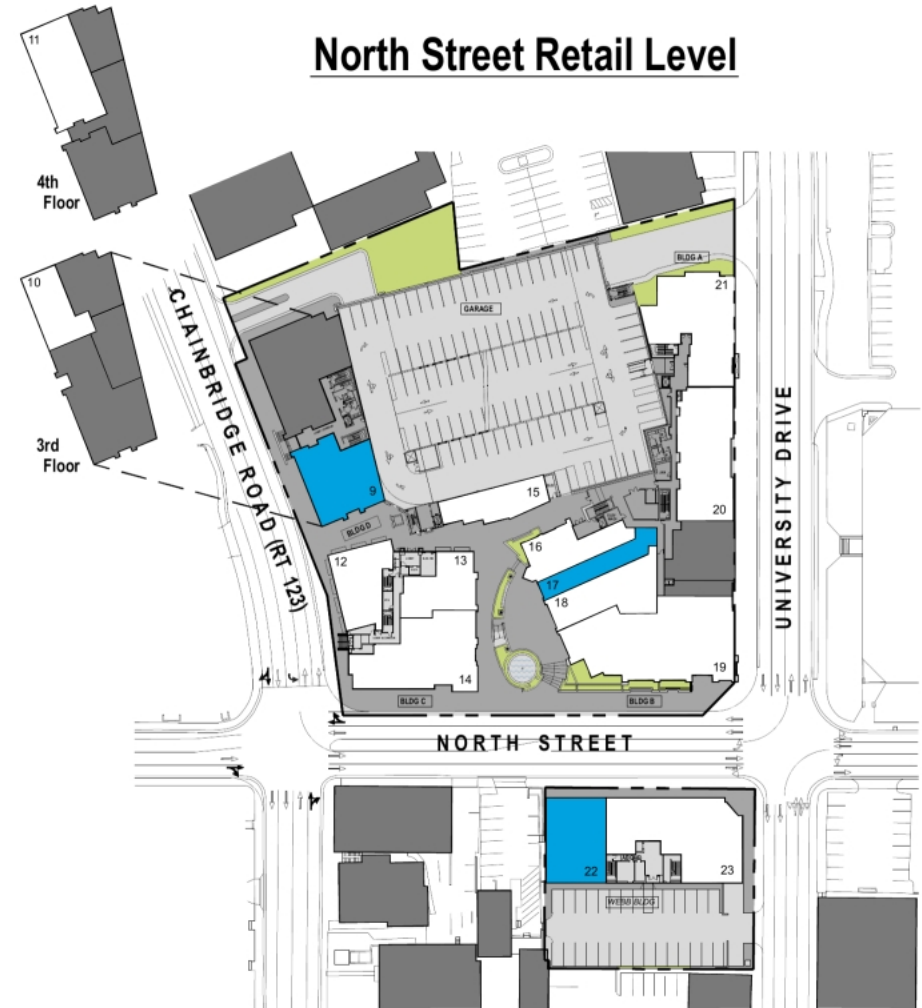 North Street Retail Level
11
4th
Floor
10
3rd
Floor
CHAINBRIDGE ROAD (RT 123)
UNIVERSITY DRIVE
BLDG A
21
GARAGE
9
15
20
BLDG D
12
13
16
17
18
14
19
BLDG C
BLDG B
NORTH STREET
22
23
WEBB BLDG